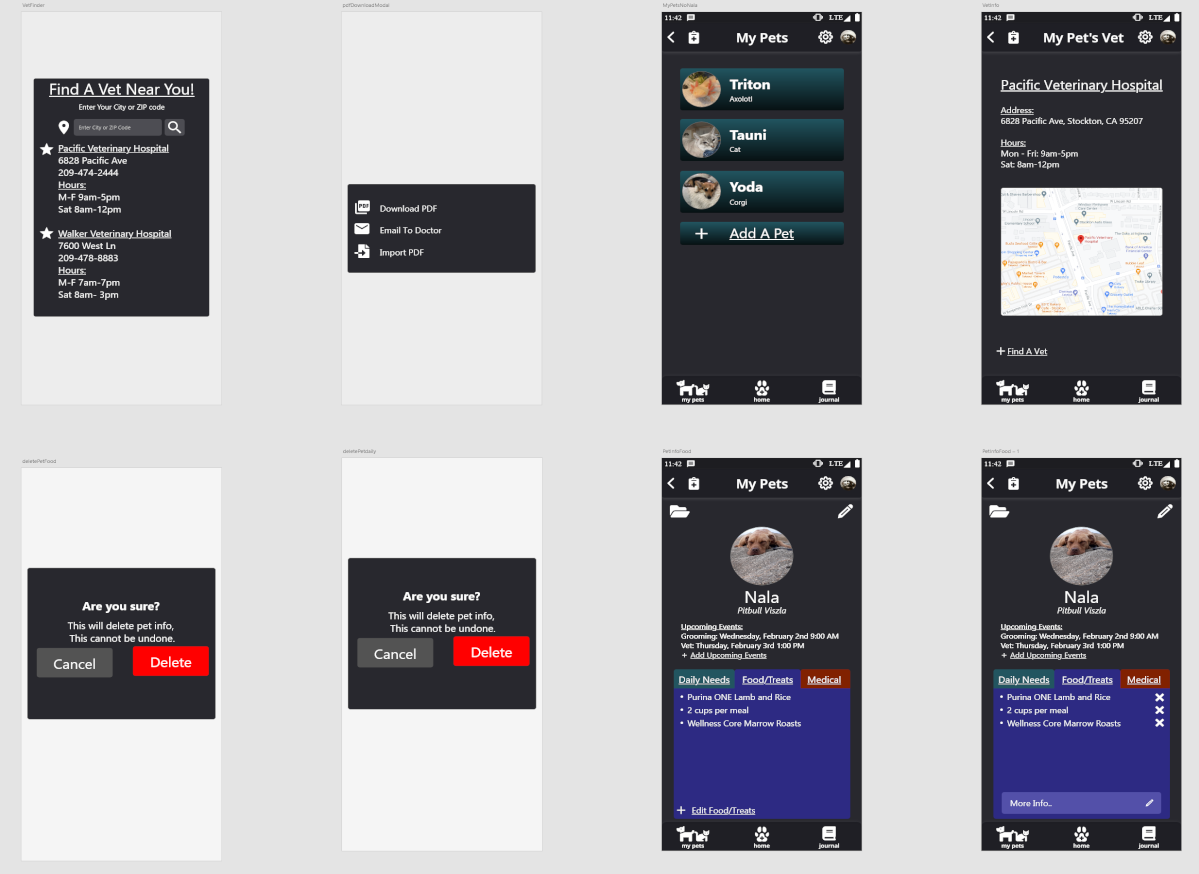 VetFinder
Find A Vet Near You!
Enter Your City or ZIP code
Enter City or ZIP Code
Pacific Veterinary Hospital
6828 Pacific Ave
209-474-2444
Hours:
M-F 9am-5pm
Sat 8am-12pm
Walker Veterinary Hospital
7600 West Ln
209-478-8883
Hours:
M-F 7am-7pm
Sat 8am- 3pm
pdfDownloadModal
PDF
Download PDF
Email To Doctor
Import PDF
MyPetsNoNala
11:42
LTE
My Pets
Triton
Axolotl
Tauni
Cat
Yoda
Corgi
+ Add A Pet
my pets
home
journal
VetInfo
11:42
LTE
My Pet's Vet
Pacific Veterinary Hospital
Address:
6828 Pacific Ave, Stockton, CA 95207
Hours:
Mon - Fri: 9am-5pm
Sat: 8am-12pm
Pacific Veterinary
Hospital
+ Find A Vet
my pets
home
journal
deletePetFood
Are you sure?
This will delete pet info,
This cannot be undone.
Cancel
Delete
deletePetdaily
Are you sure?
This will delete pet info,
This cannot be undone.
Cancel
Delete
PetInfoFood
11:42
LTE
My Pets
Nala
Pitbull Viszla
Upcoming Events:
Grooming: Wednesday, February 2nd 9:00 AM
Vet: Thursday, February 3rd 1:00 PM
+ Add Upcoming Events
Daily Needs
Food/Treats
Medical
• Purina ONE Lamb and Rice
• 2 cups per meal
• Wellness Core Marrow Roasts
+ Edit Food/Treats
my pets
home
journal
PetInfoFood – 1
11:42
LTE
My Pets
Nala
Pitbull Viszla
Upcoming Events:
Grooming: Wednesday, February 2nd 9:00 AM
Vet: Thursday, February 3rd 1:00 PM
+ Add Upcoming Events
Daily Needs
Food/Treats
Medical
• Purina ONE Lamb and Rice
• 2 cups per meal
• Wellness Core Marrow Roasts
More Info..
my pets
home
journal